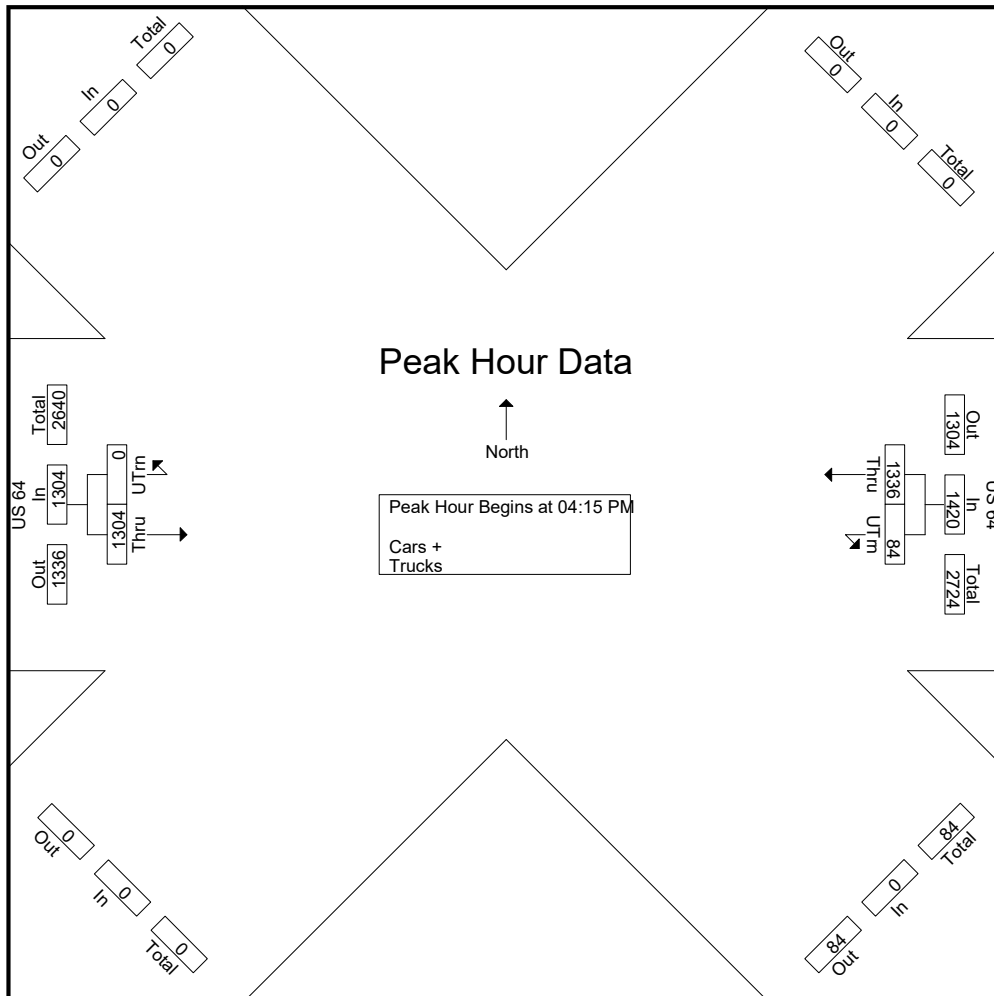 Total
0
In
0
Out
0
Out
0
In
0
Total
0
Peak Hour Data
North
Peak Hour Begins at 04:15 PM
Cars +
Trucks
US 64
Total
2640
In
1304
Out
1336
0
UTrn
1304
Thru
Thru
1336
UTrn
84
Out
1304
In
1420
Total
2724
US 64
0
Out
0
In
0
Total
84
Total
0
In
84
Out